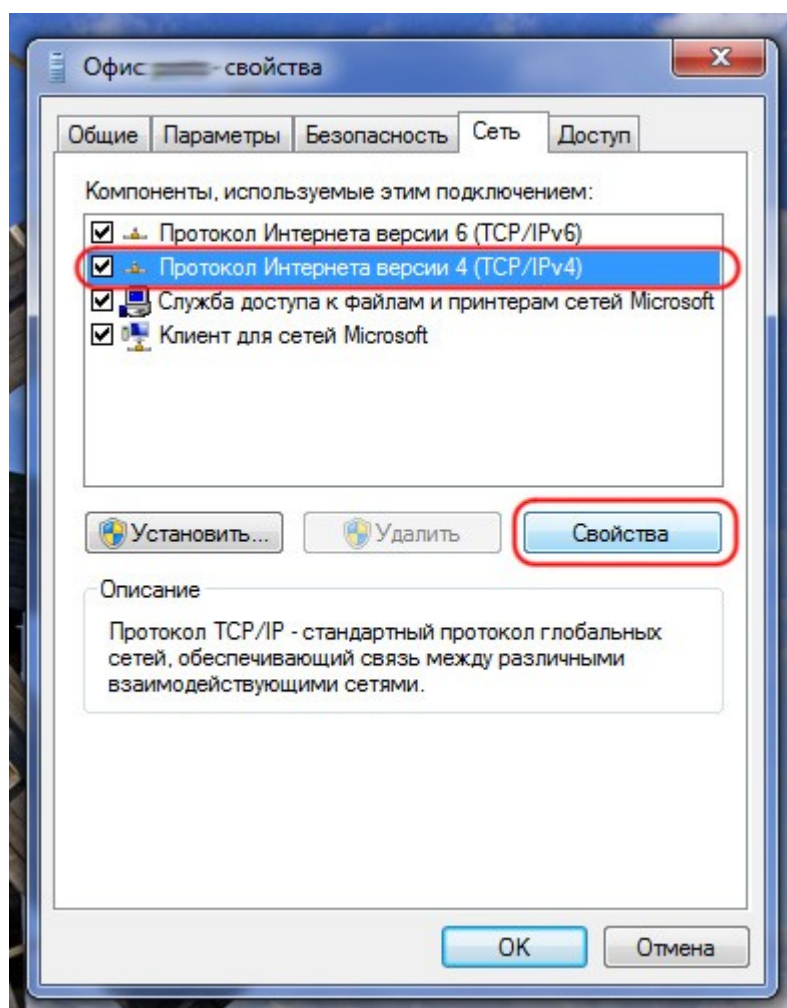 Офис - свойства
Общие Параметры Безопасность Сеть Доступ
Компоненты, используемые этим подключением:
Протокол Интернета версии 6 (TCP/IPv6)
Протокол Интернета версии 4 (TCP/IPv4)
Служба доступа к файлам и принтерам сетей Microsoft
Клиент для сетей Microsoft
Установить... Удалить Свойства
Описание
Протокол TCP/IP - стандартный протокол глобальных
сетей, обеспечивающий связь между различными
взаимодействующими сетями.
OK Отмена